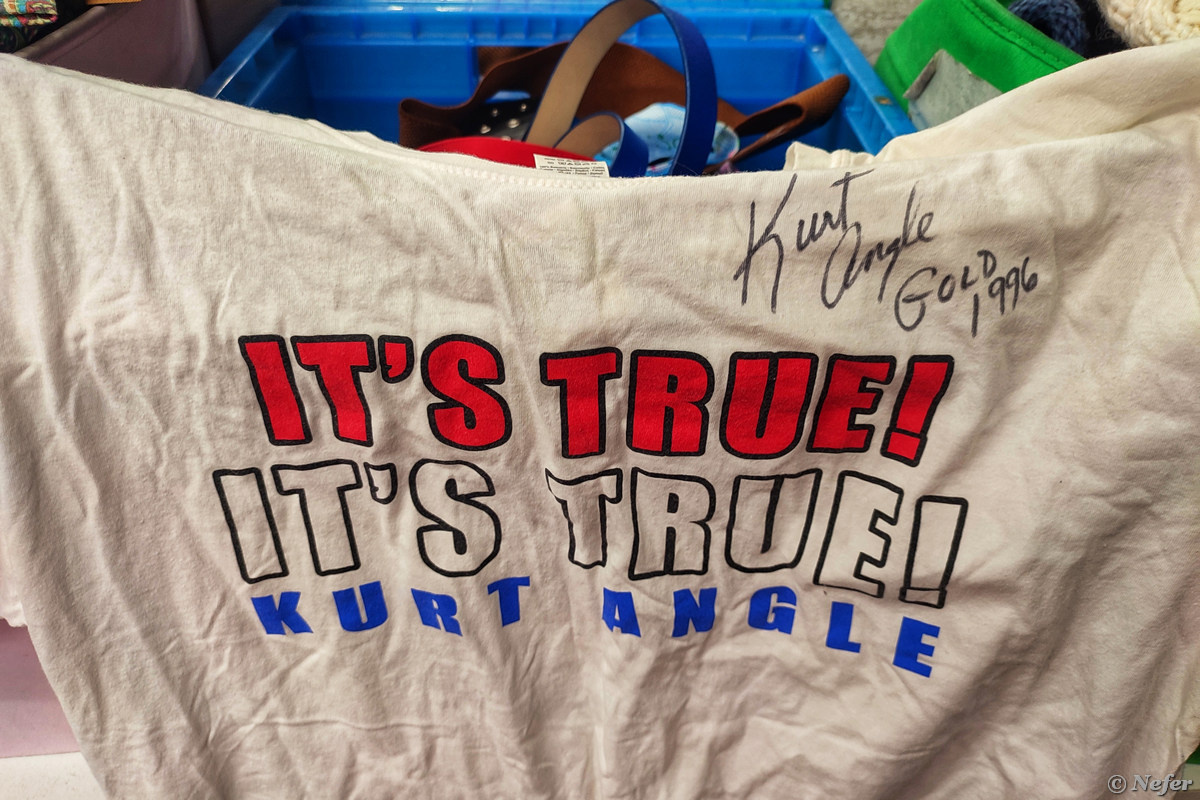 Kurt
Angle
GOLD
1996
IT'S TRUE!
IT'S TRUE!
KURT ANGLE
© Nefer